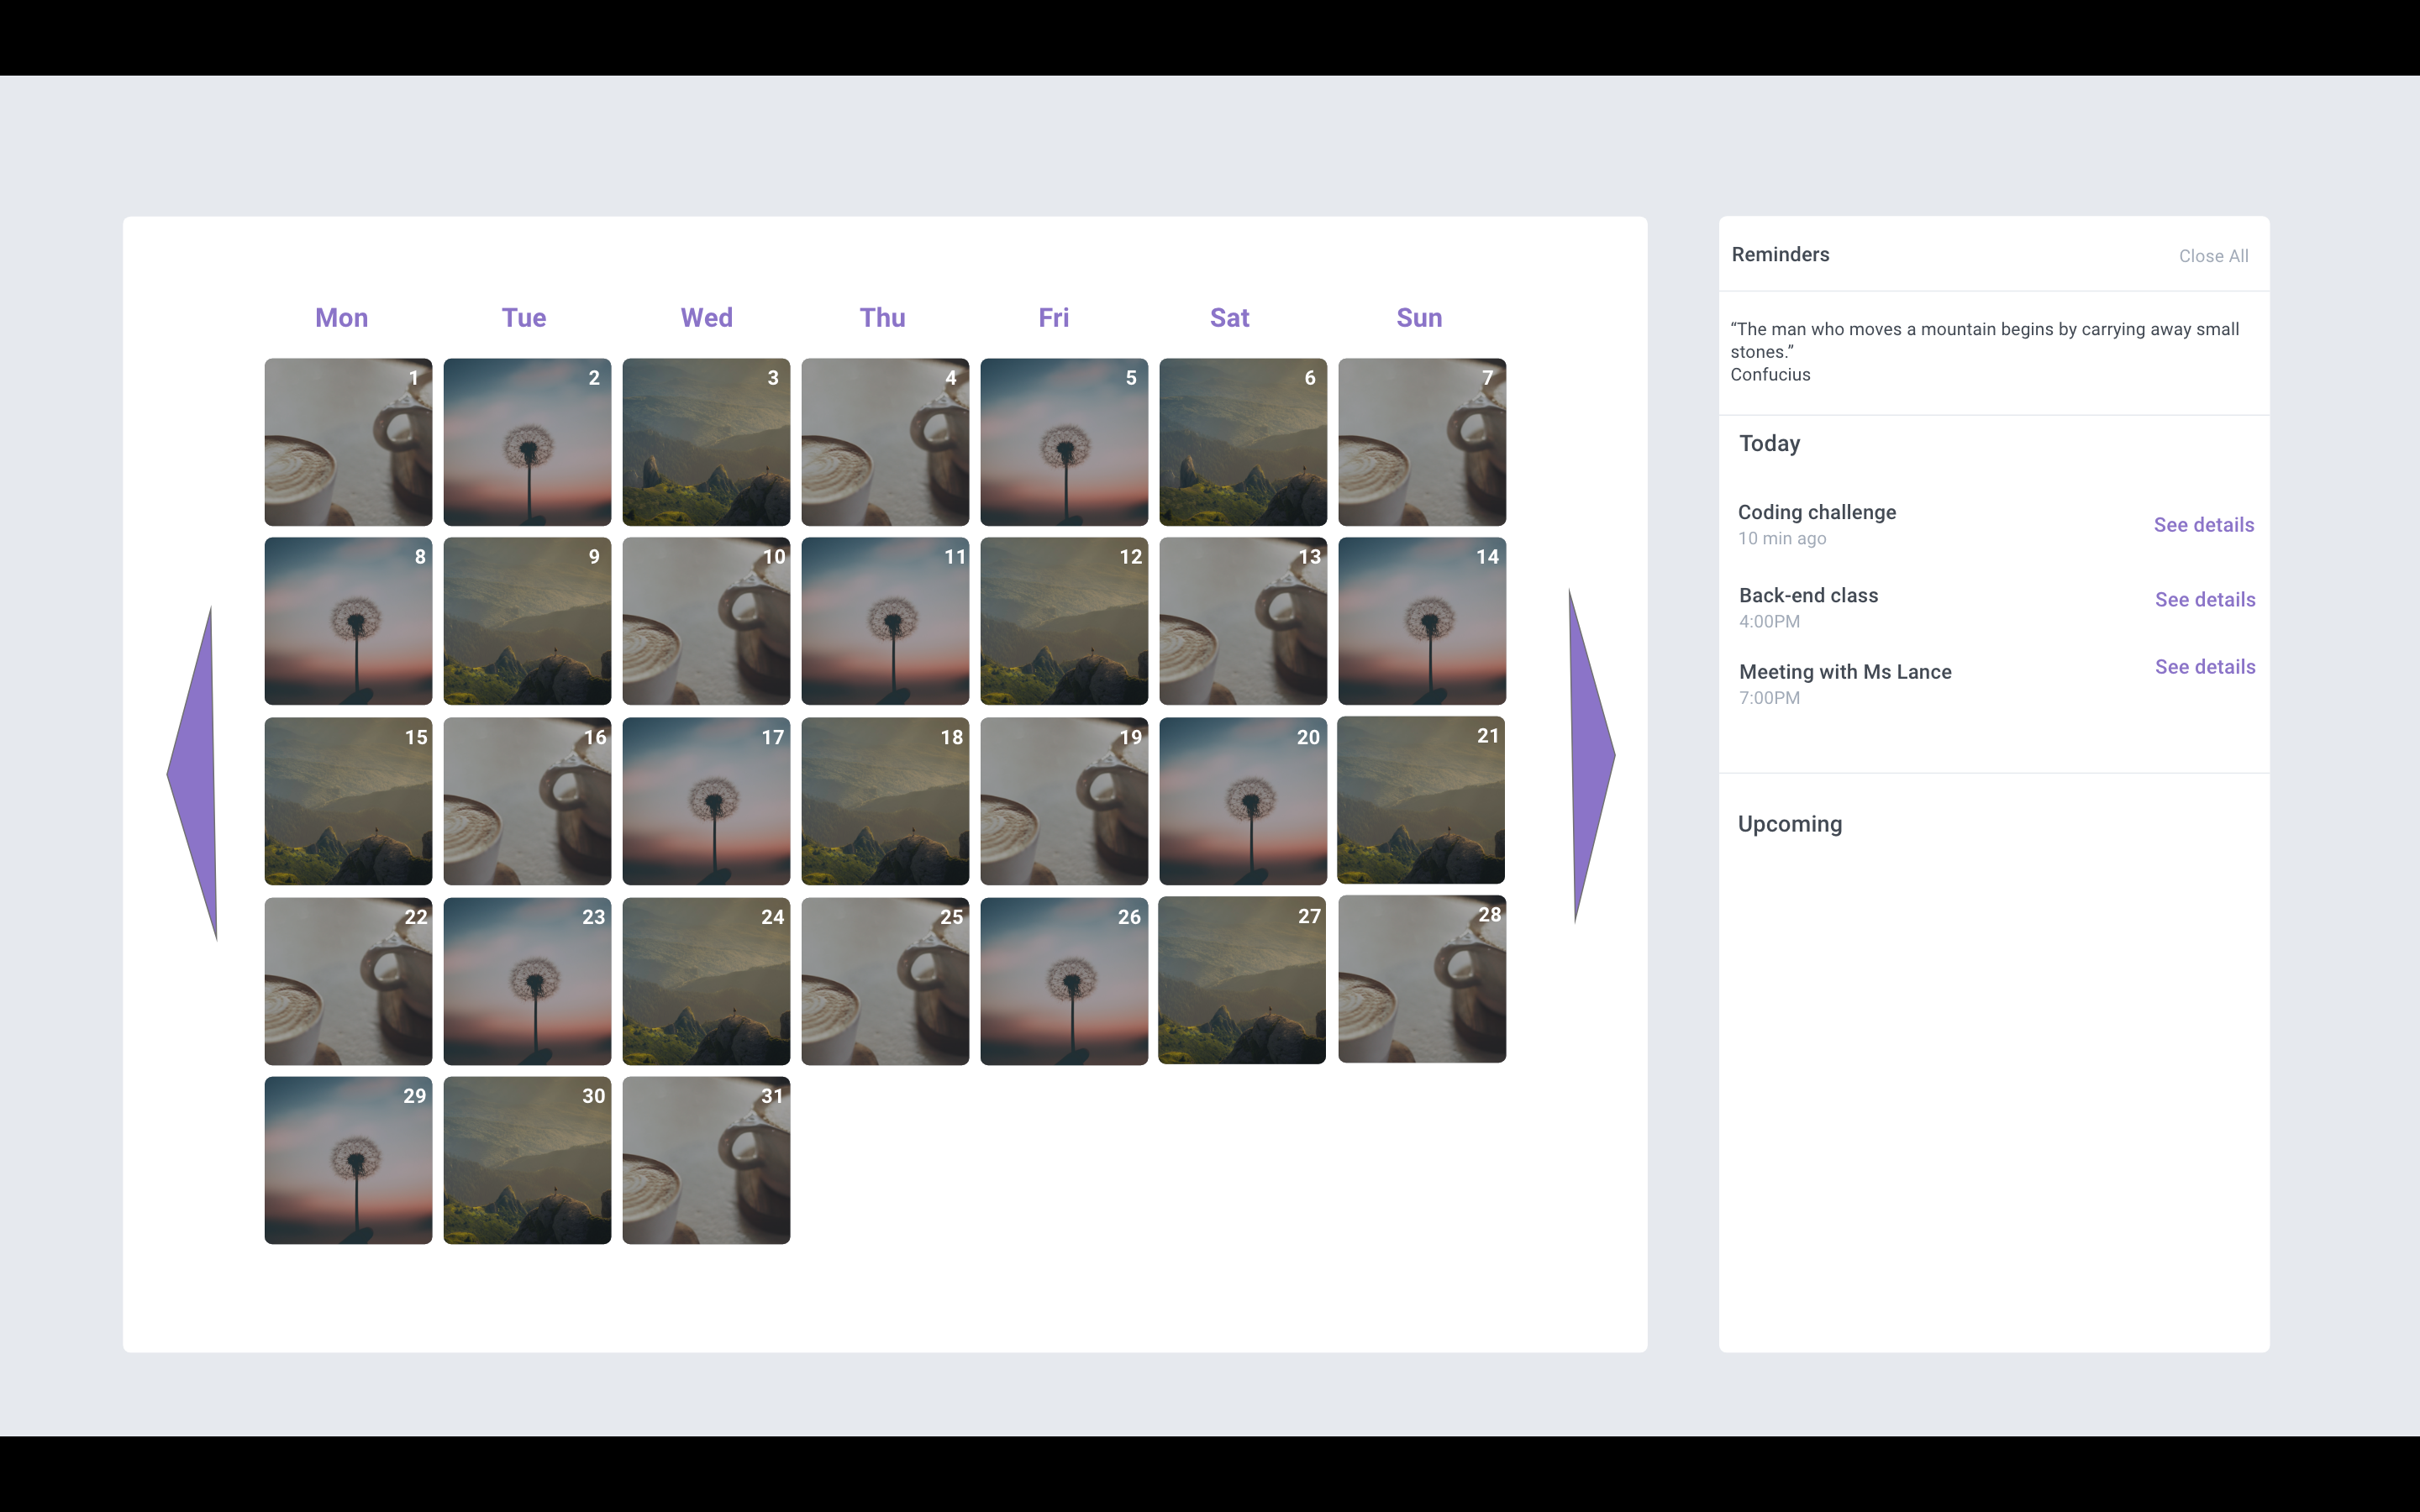 Mon Tue Wed Thu Fri Sat Sun
1 2 3 4 5 6 7
8 9 10 11 12 13 14
15 16 17 18 19 20 21
22 23 24 25 26 27 28
29 30 31
Reminders Close All
“The man who moves a mountain begins by carrying away small
stones.”
Confucius
Today
Coding challenge
10 min ago
See details
Back-end class
4:00PM
See details
Meeting with Ms Lance
7:00PM
See details
Upcoming